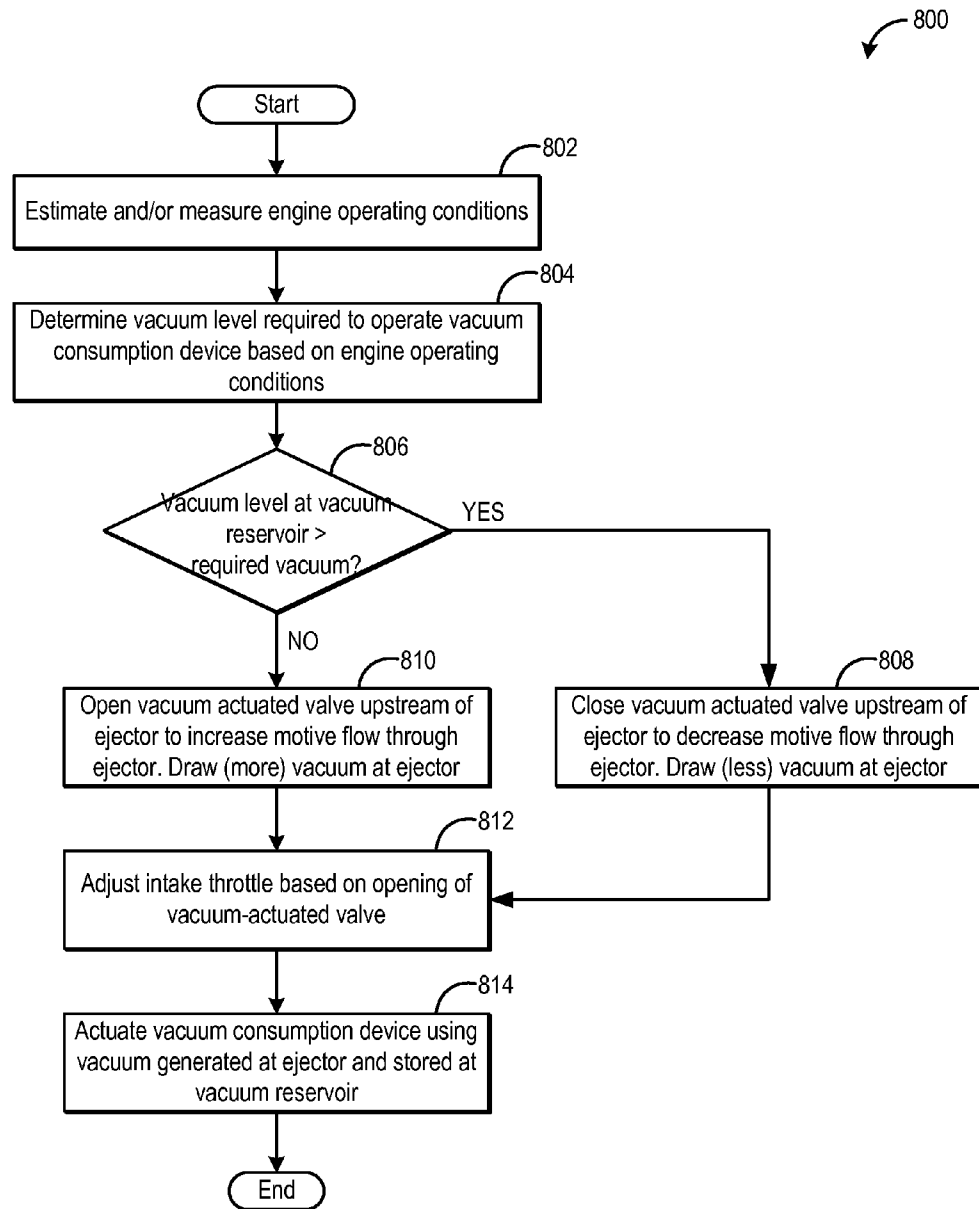 800
Start
802
Estimate and/or measure engine operating conditions
804
Determine vacuum level required to operate vacuum
consumption device based on engine operating
conditions
806
Vacuum level at vacuum
reservoir >
required vacuum?
YES
NO
810
Open vacuum actuated valve upstream of
ejector to increase motive flow through
ejector. Draw (more) vacuum at ejector
808
Close vacuum actuated valve upstream of
ejector to decrease motive flow through
ejector. Draw (less) vacuum at ejector
812
Adjust intake throttle based on opening of
vacuum-actuated valve
814
Actuate vacuum consumption device using
vacuum generated at ejector and stored at
vacuum reservoir
End